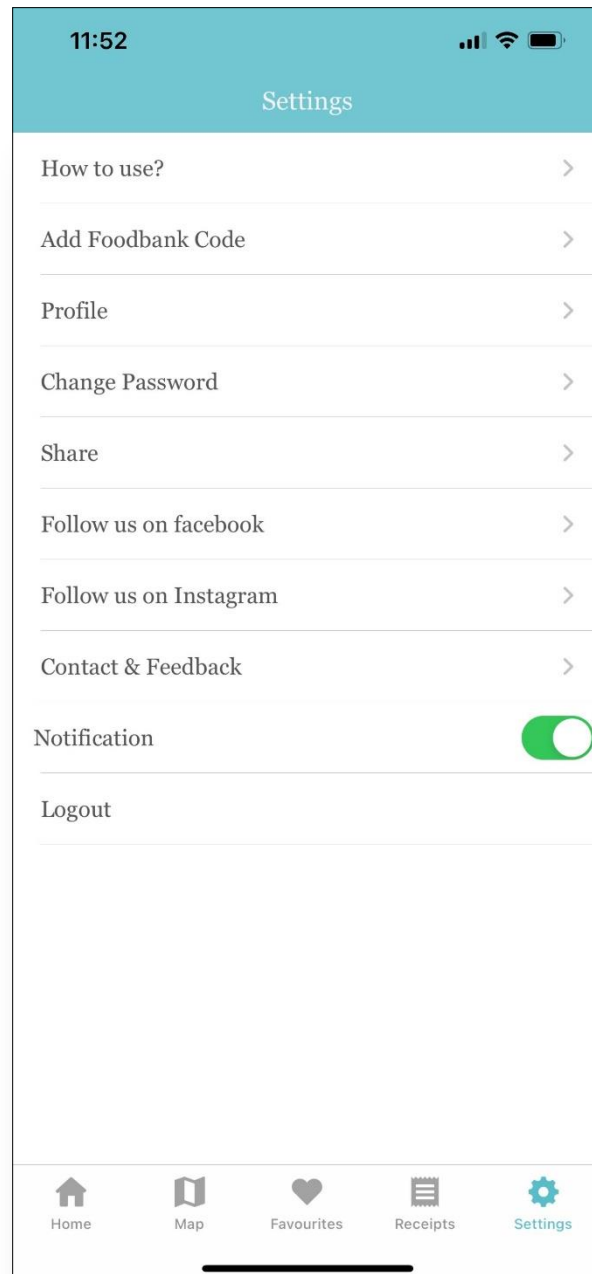 11:52
Settings
How to use?
Add Foodbank Code
Profile
Change Password
Share
Follow us on facebook
Follow us on Instagram
Contact & Feedback
Notification
Logout
Home Map Favourites Receipts Settings